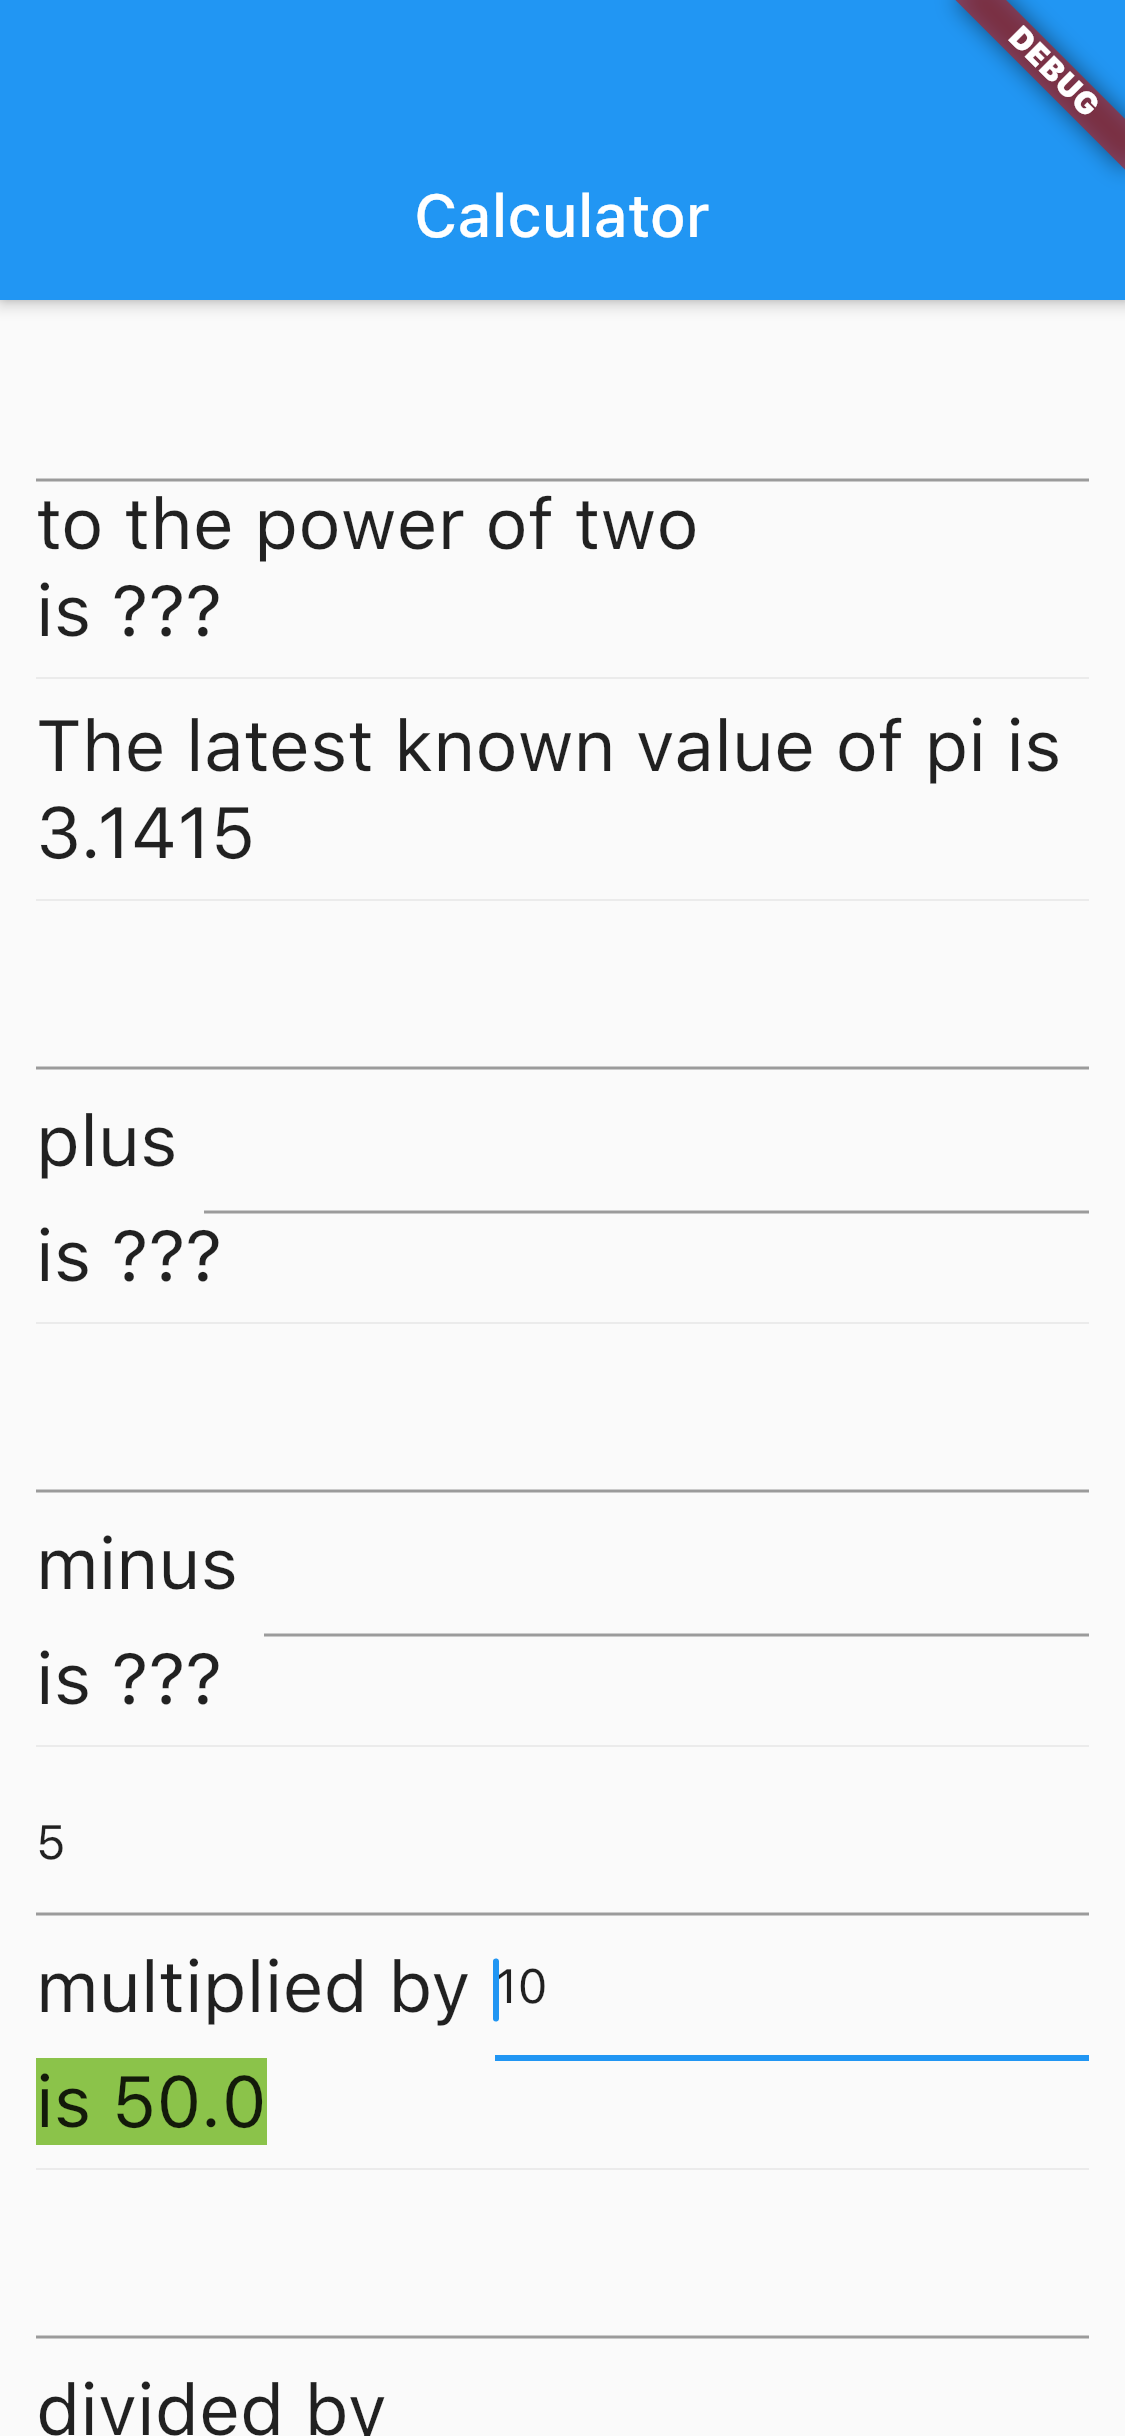 DEBUG
Calculator
to the power of two
is ???
The latest known value of pi is
3.1415
plus
is ???
minus
is ???
5
multiplied by 10
is 50.0
divided by